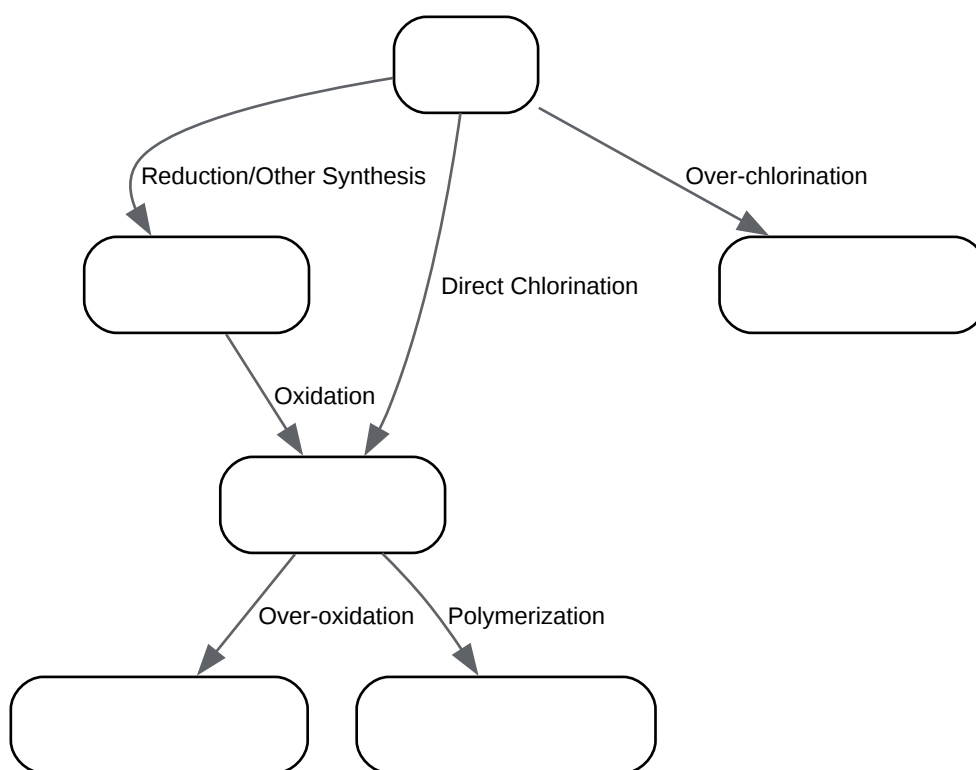 Reduction/Other Synthesis
Over-chlorination
Direct Chlorination
Oxidation
Over-oxidation
Polymerization